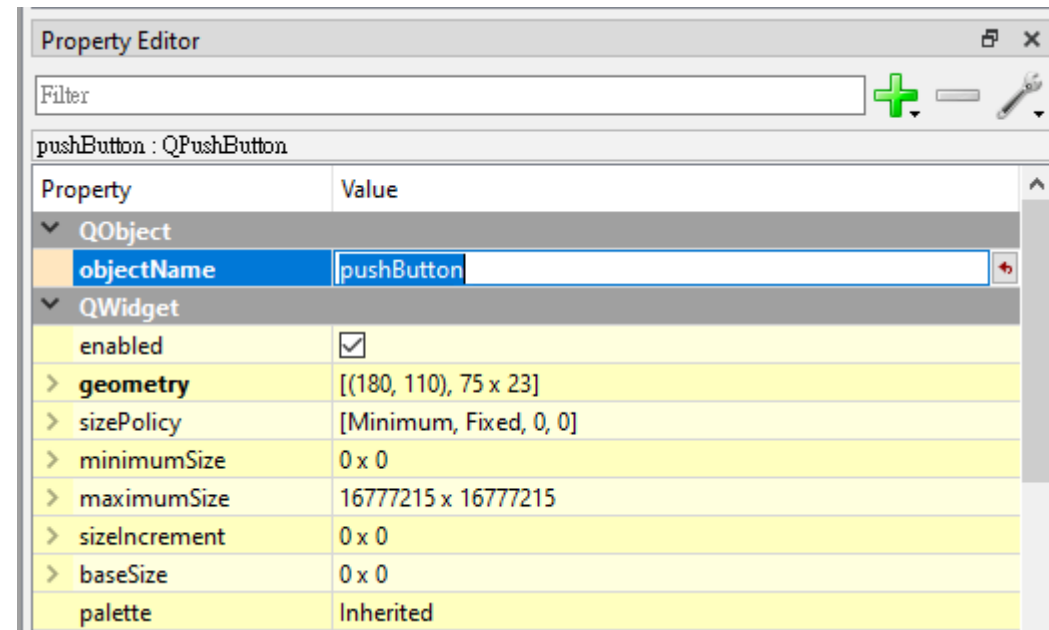 Property Editor
Filter
pushButton : QPushButton
Property Value
QObject
objectName pushButton
QWidget
enabled
geometry [(180, 110), 75 x 23]
sizePolicy [Minimum, Fixed, 0, 0]
minimumSize 0 x 0
maximumSize 16777215 x 16777215
sizeIncrement 0 x 0
baseSize 0 x 0
palette Inherited